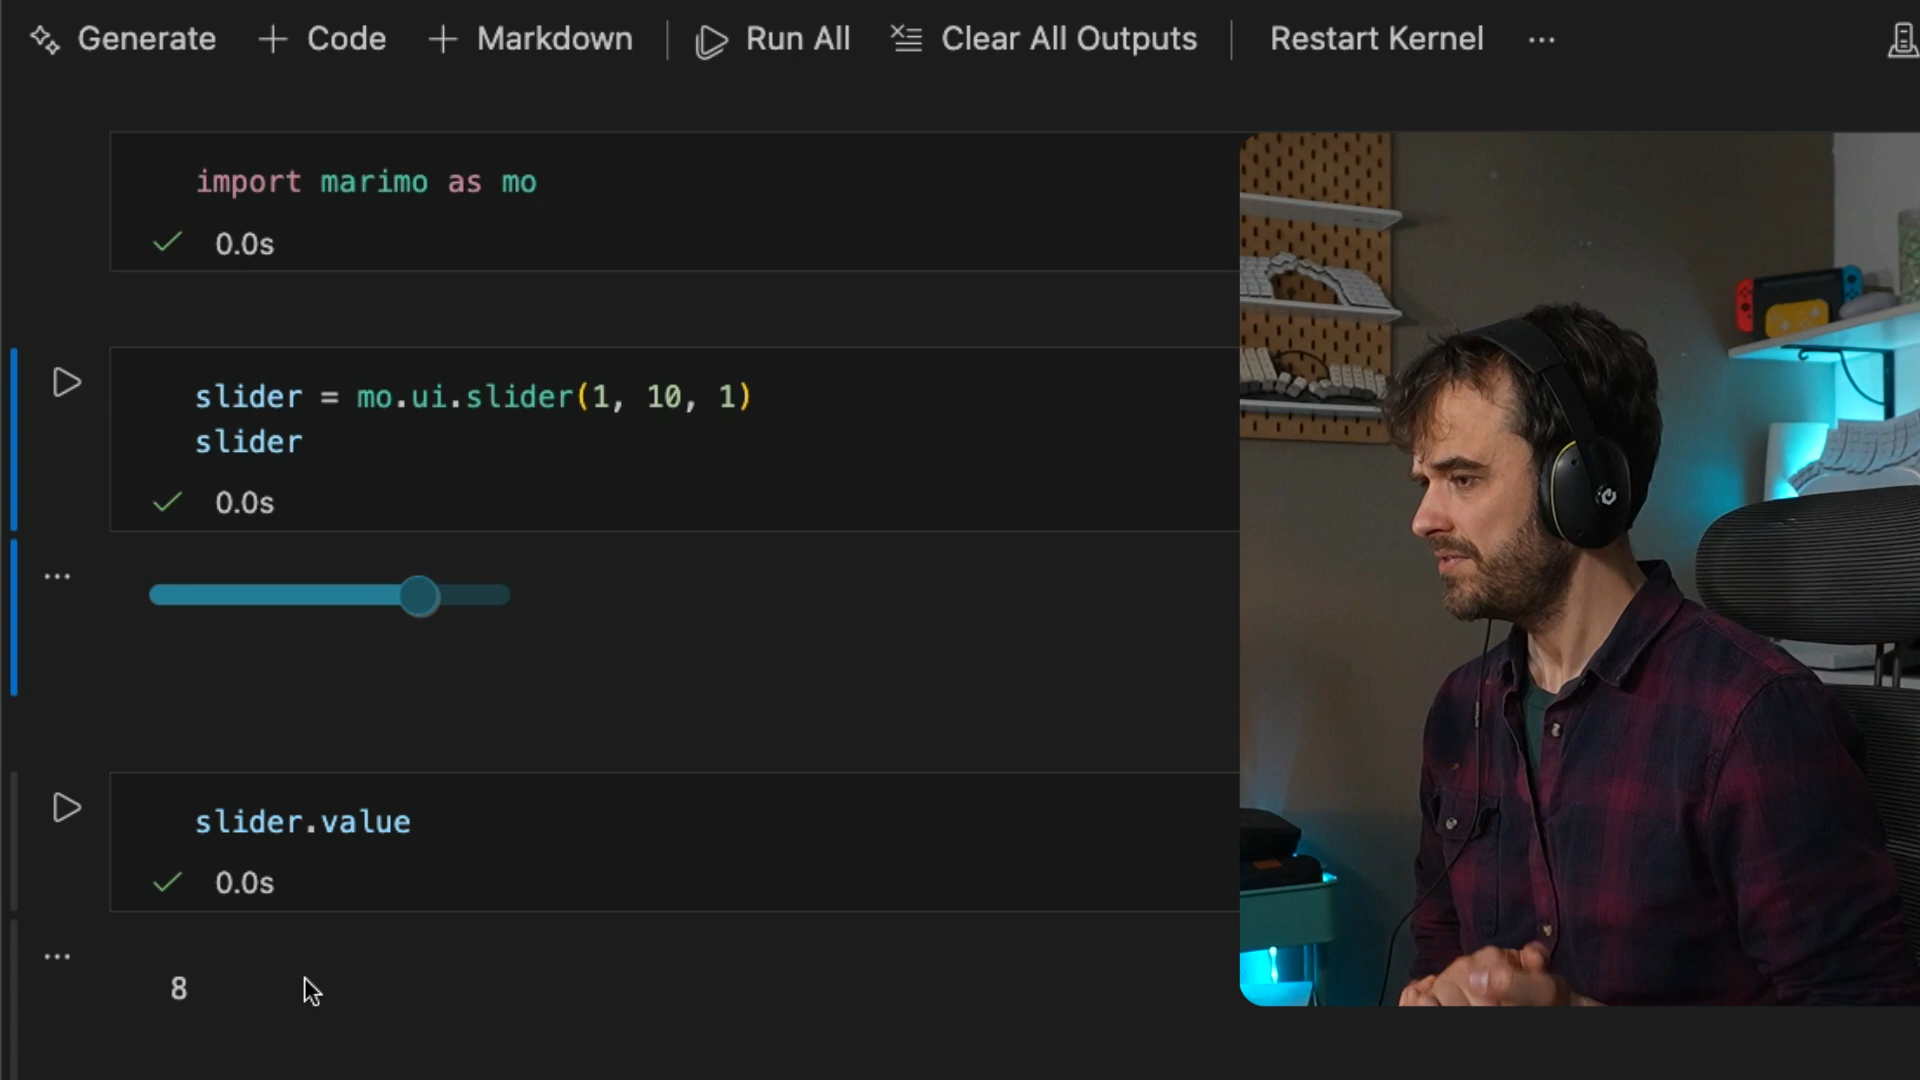 Generate + Code + Markdown Run All Clear All Outputs Restart Kernel ...
import marimo as mo
0.0s
slider = mo.ui.slider(1, 10, 1)
slider
0.0s
slider.value
0.0s
8